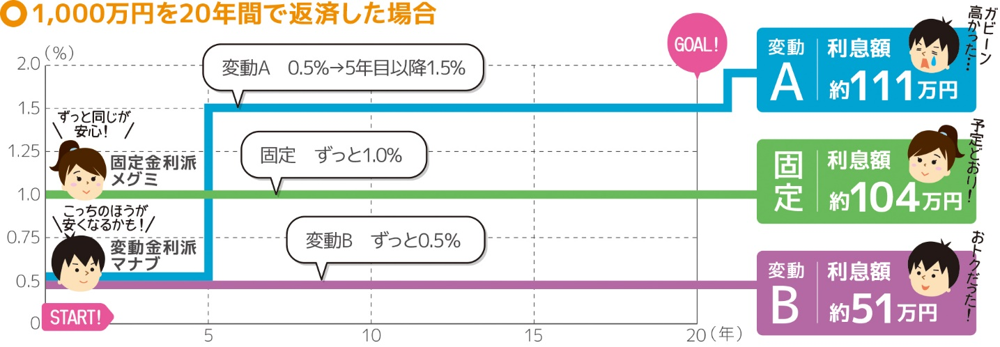 1,000万円を20年間で返済した場合
(%)
2.0
1.5
1.25
1.0
0.75
0.5
0
5
10
15
20(年)
変動A 0.5%→5年目以降1.5%
GOAL!
ずっと同じが
安心!
固定金利派
メグミ
固定 ずっと1.0%
こっちのほうが
安くなるかも!
変動金利派
マナブ
変動B ずっと0.5%
START!
変動
A
利息額
約111万円
ガビーン
高かった…
固定
利息額
約104万円
予定どおり!
変動
B
利息額
約51万円
おトクだった!